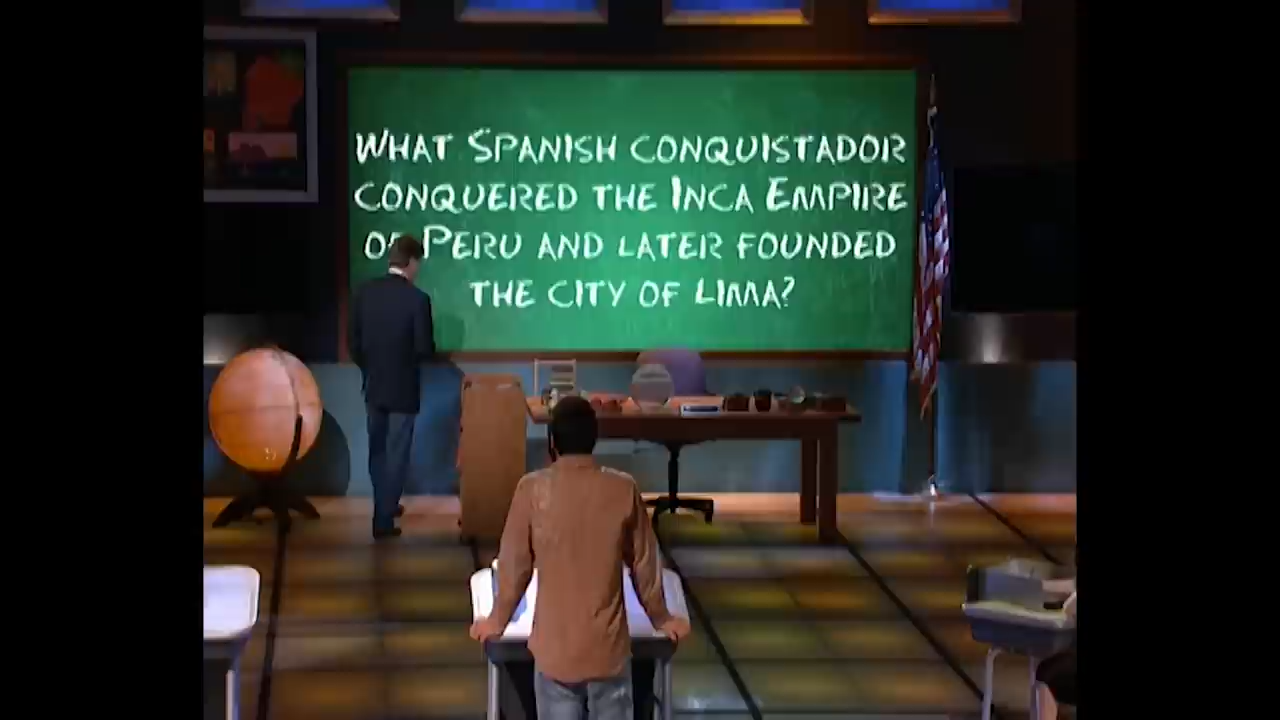 What Spanish conquistador
conquered the Inca Empire
of Peru and later founded
the city of Lima?